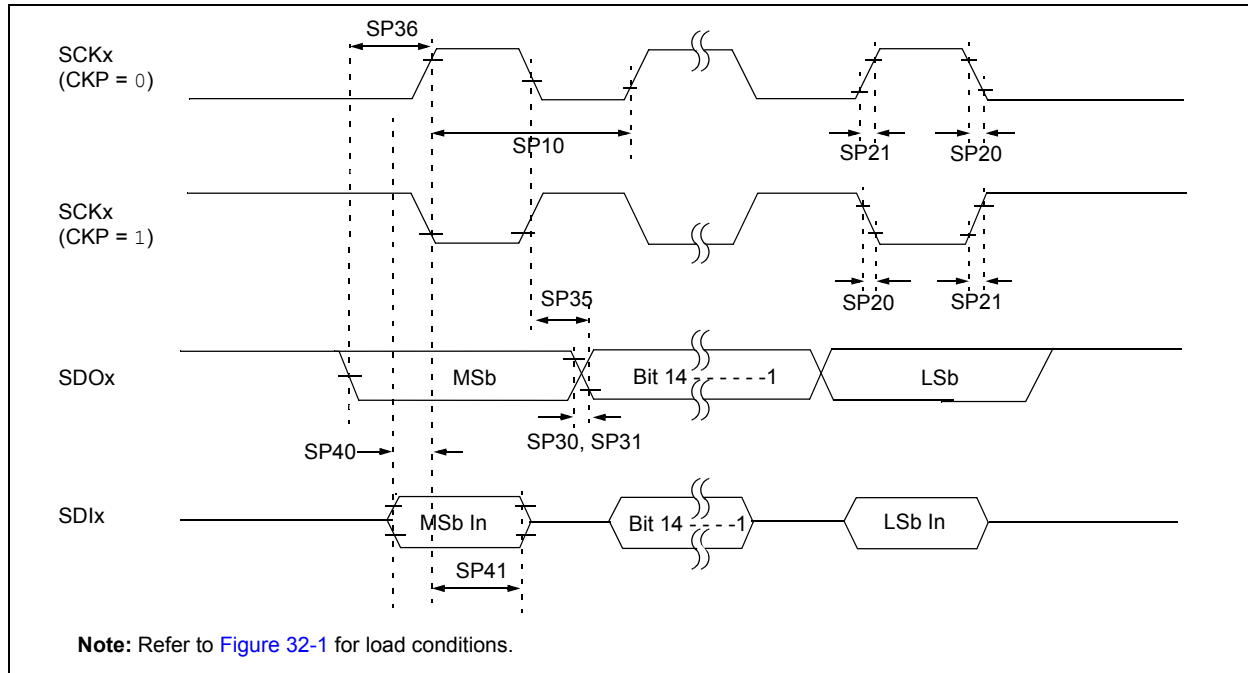 SP36
SCKx
(CKP = 0)
SP10
SP21
SP20
SCKx
(CKP = 1)
SP35
SP20
SP21
SDOx
MSb
Bit 14 - - - - - -1
LSb
SP30, SP31
SP40
SDIx
MSb In
Bit 14 - - - - -1
LSb In
SP41
Note: Refer to Figure 32-1 for load conditions.